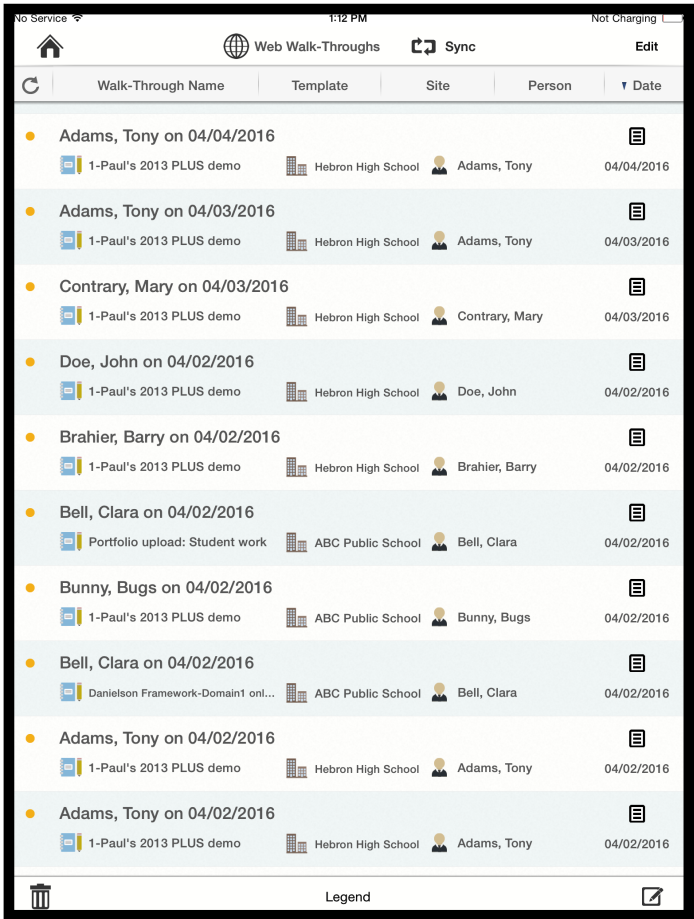 No Service 1:12 PM Not Charging
Web Walk-Throughs Sync Edit
Walk-Through Name Template Site Person Date
Adams, Tony on 04/04/2016
1-Paul's 2013 PLUS demo Hebron High School Adams, Tony 04/04/2016
Adams, Tony on 04/03/2016
1-Paul's 2013 PLUS demo Hebron High School Adams, Tony 04/03/2016
Contrary, Mary on 04/03/2016
1-Paul's 2013 PLUS demo Hebron High School Contrary, Mary 04/03/2016
Doe, John on 04/02/2016
1-Paul's 2013 PLUS demo Hebron High School Doe, John 04/02/2016
Brahier, Barry on 04/02/2016
1-Paul's 2013 PLUS demo Hebron High School Brahier, Barry 04/02/2016
Bell, Clara on 04/02/2016
Portfolio upload: Student work ABC Public School Bell, Clara 04/02/2016
Bunny, Bugs on 04/02/2016
1-Paul's 2013 PLUS demo ABC Public School Bunny, Bugs 04/02/2016
Bell, Clara on 04/02/2016
Danielson Framework-Domain1 onl... ABC Public School Bell, Clara 04/02/2016
Adams, Tony on 04/02/2016
1-Paul's 2013 PLUS demo Hebron High School Adams, Tony 04/02/2016
Adams, Tony on 04/02/2016
1-Paul's 2013 PLUS demo Hebron High School Adams, Tony 04/02/2016
Legend